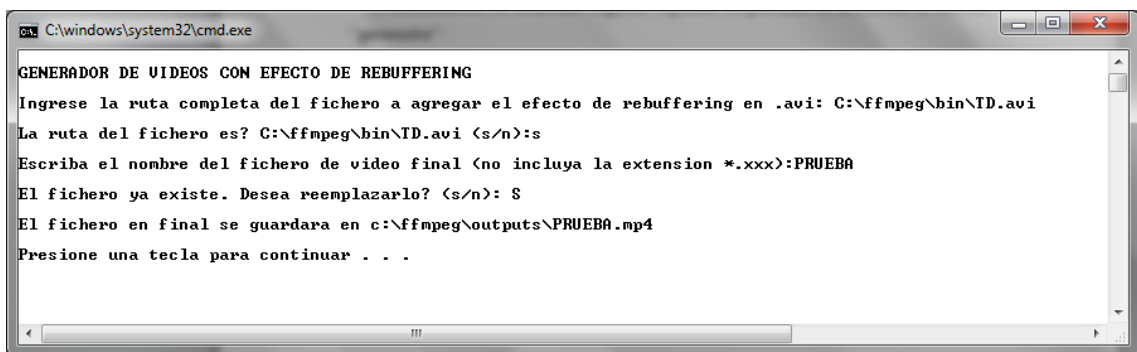 C:\windows\system32\cmd.exe
GENERADOR DE VIDEOS CON EFECTO DE REBUFFERING
Ingrese la ruta completa del fichero a agregar el efecto de rebuffering en .avi: C:\ffmpeg\bin\TD.avi
La ruta del fichero es? C:\ffmpeg\bin\TD.avi (s/n):s
Escriba el nombre del fichero de video final (no incluya la extension *.xxx):PRUEBA
El fichero ya existe. Desea reemplazarlo? (s/n): S
El fichero en final se guardara en c:\ffmpeg\outputs\PRUEBA.mp4
Presione una tecla para continuar . . .